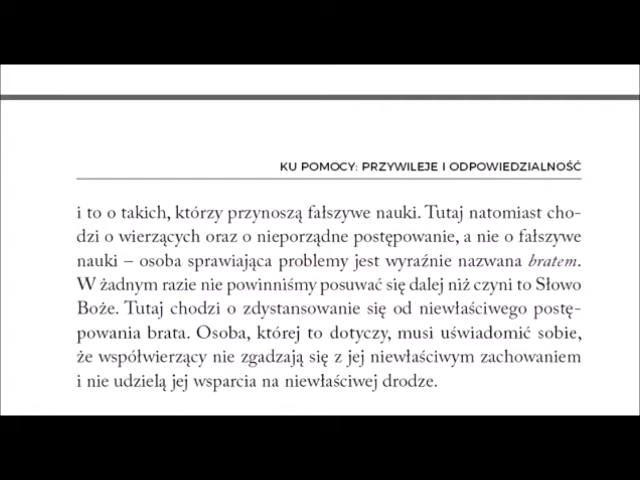 KU POMOCY: PRZYWILEJE I ODPOWIEDZIALNOŚĆ
i to o takich, którzy przynoszą fałszywe nauki. Tutaj natomiast cho-
dzi o wierzących oraz o nieporządne postępowanie, a nie o fałszywe
nauki – osoba sprawiająca problemy jest wyraźnie nazwana bratem.
W żadnym razie nie powinniśmy posuwać się dalej niż czyni to Słowo
Boże. Tutaj chodzi o zdystansowanie się od niewłaściwego postę-
powania brata. Osoba, której to dotyczy, musi uświadomić sobie,
że współwierzący nie zgadzają się z jej niewłaściwym zachowaniem
i nie udzielą jej wsparcia na niewłaściwej drodze.